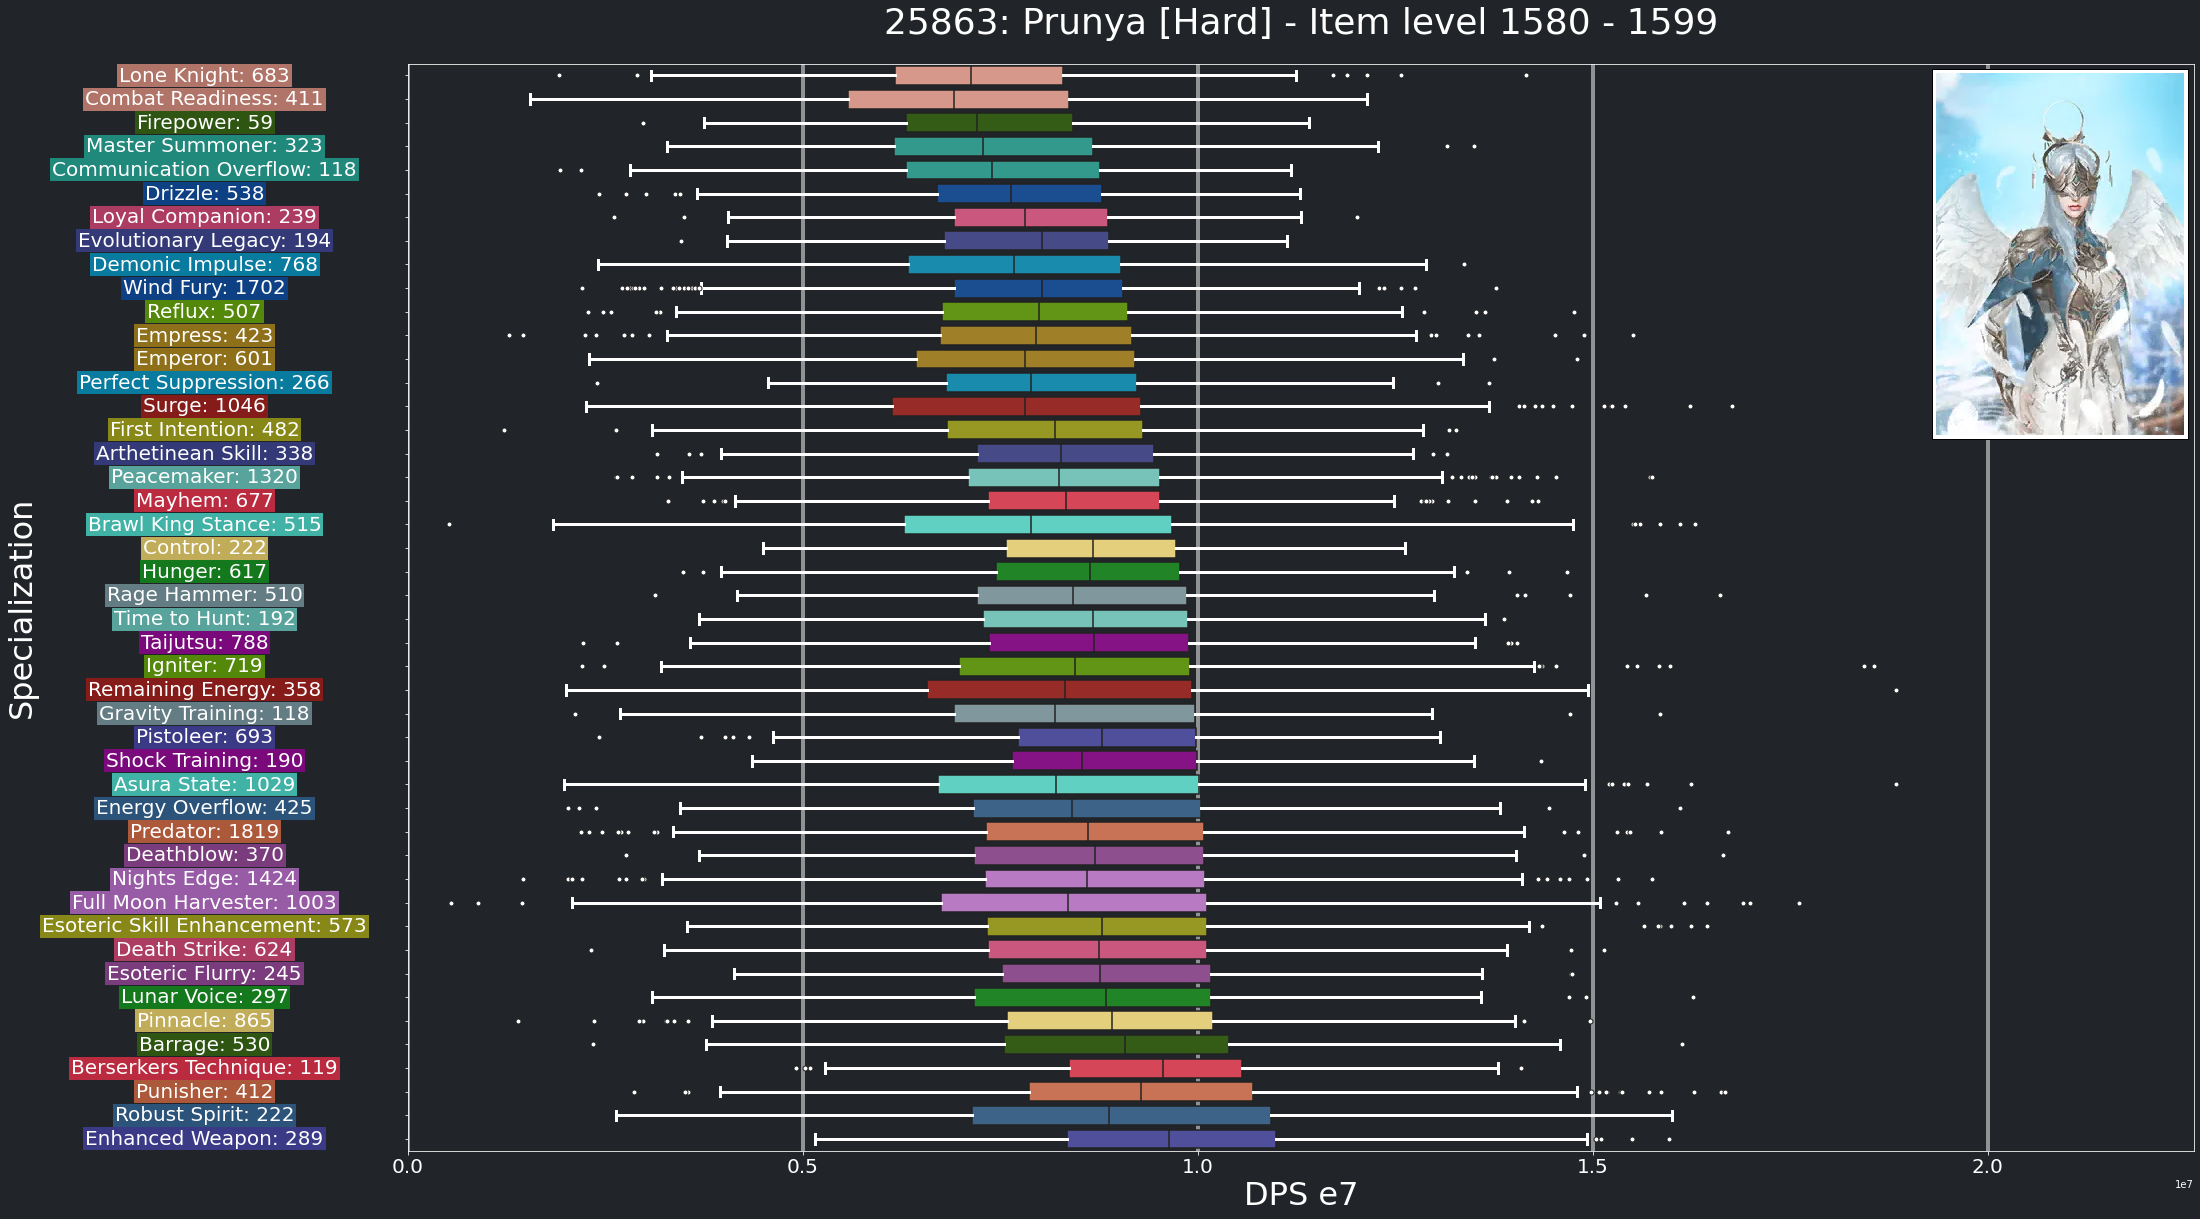 25863: Prunya [Hard] - Item level 1580 - 1599
Specialization
Lone Knight: 683
Combat Readiness: 411
Firepower: 59
Master Summoner: 323
Communication Overflow: 118
Drizzle: 538
Loyal Companion: 239
Evolutionary Legacy: 194
Demonic Impulse: 768
Wind Fury: 1702
Reflux: 507
Empress: 423
Emperor: 601
Perfect Suppression: 266
Surge: 1046
First Intention: 482
Arthetinean Skill: 338
Peacemaker: 1320
Mayhem: 677
Brawl King Stance: 515
Control: 222
Hunger: 617
Rage Hammer: 510
Time to Hunt: 192
Taijutsu: 788
Igniter: 719
Remaining Energy: 358
Gravity Training: 118
Pistoleer: 693
Shock Training: 190
Asura State: 1029
Energy Overflow: 425
Predator: 1819
Deathblow: 370
Nights Edge: 1424
Full Moon Harvester: 1003
Esoteric Skill Enhancement: 573
Death Strike: 624
Esoteric Flurry: 245
Lunar Voice: 297
Pinnacle: 865
Barrage: 530
Berserkers Technique: 119
Punisher: 412
Robust Spirit: 222
Enhanced Weapon: 289
0.0 0.5 1.0 1.5 2.0
1e7
DPS e7